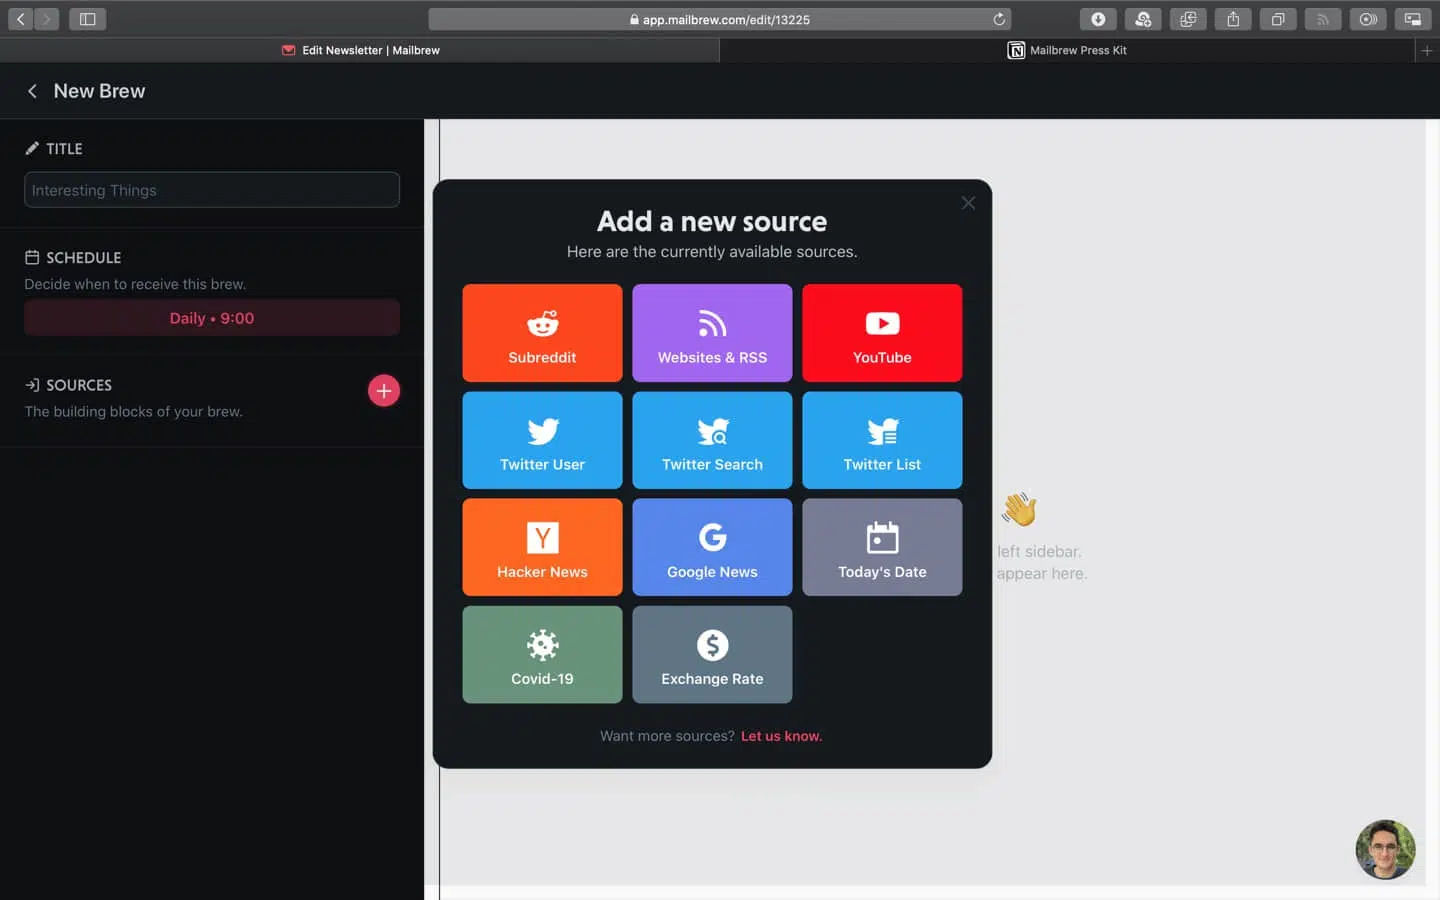 app.mailbrew.com/edit/13225
Edit Newsletter | Mailbrew
Mailbrew Press Kit
New Brew
TITLE
Interesting Things
SCHEDULE
Decide when to receive this brew.
Daily • 9:00
SOURCES
The building blocks of your brew.
Add a new source
Here are the currently available sources.
Subreddit
Websites & RSS
YouTube
Twitter User
Twitter Search
Twitter List
Y
Hacker News
G
Google News
Today's Date
Covid-19
$
Exchange Rate
Want more sources? Let us know.
left sidebar.
appear here.